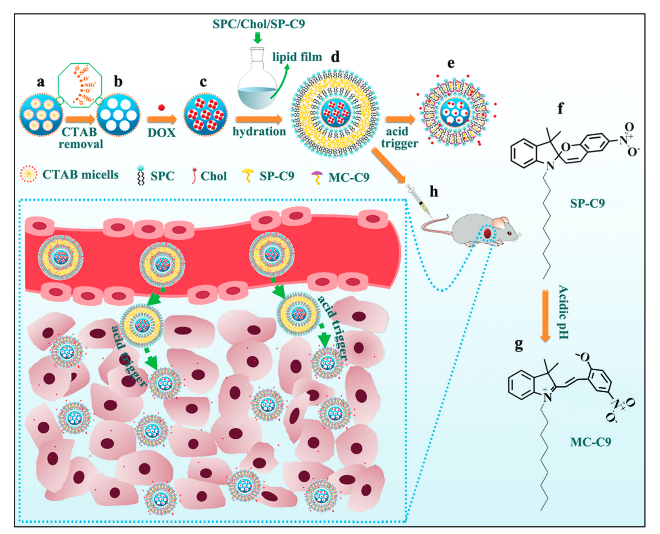 SPC/Chol/SP-C9
lipid film
a
b
c
d
e
CTAB
removal
DOX
hydration
acid
trigger
CTAB micells
SPC
Chol
SP-C9
MC-C9
h
f
N
O
N
O
O-
SP-C9
Acidic pH
g
N
MC-C9
acid trigger
acid trigger